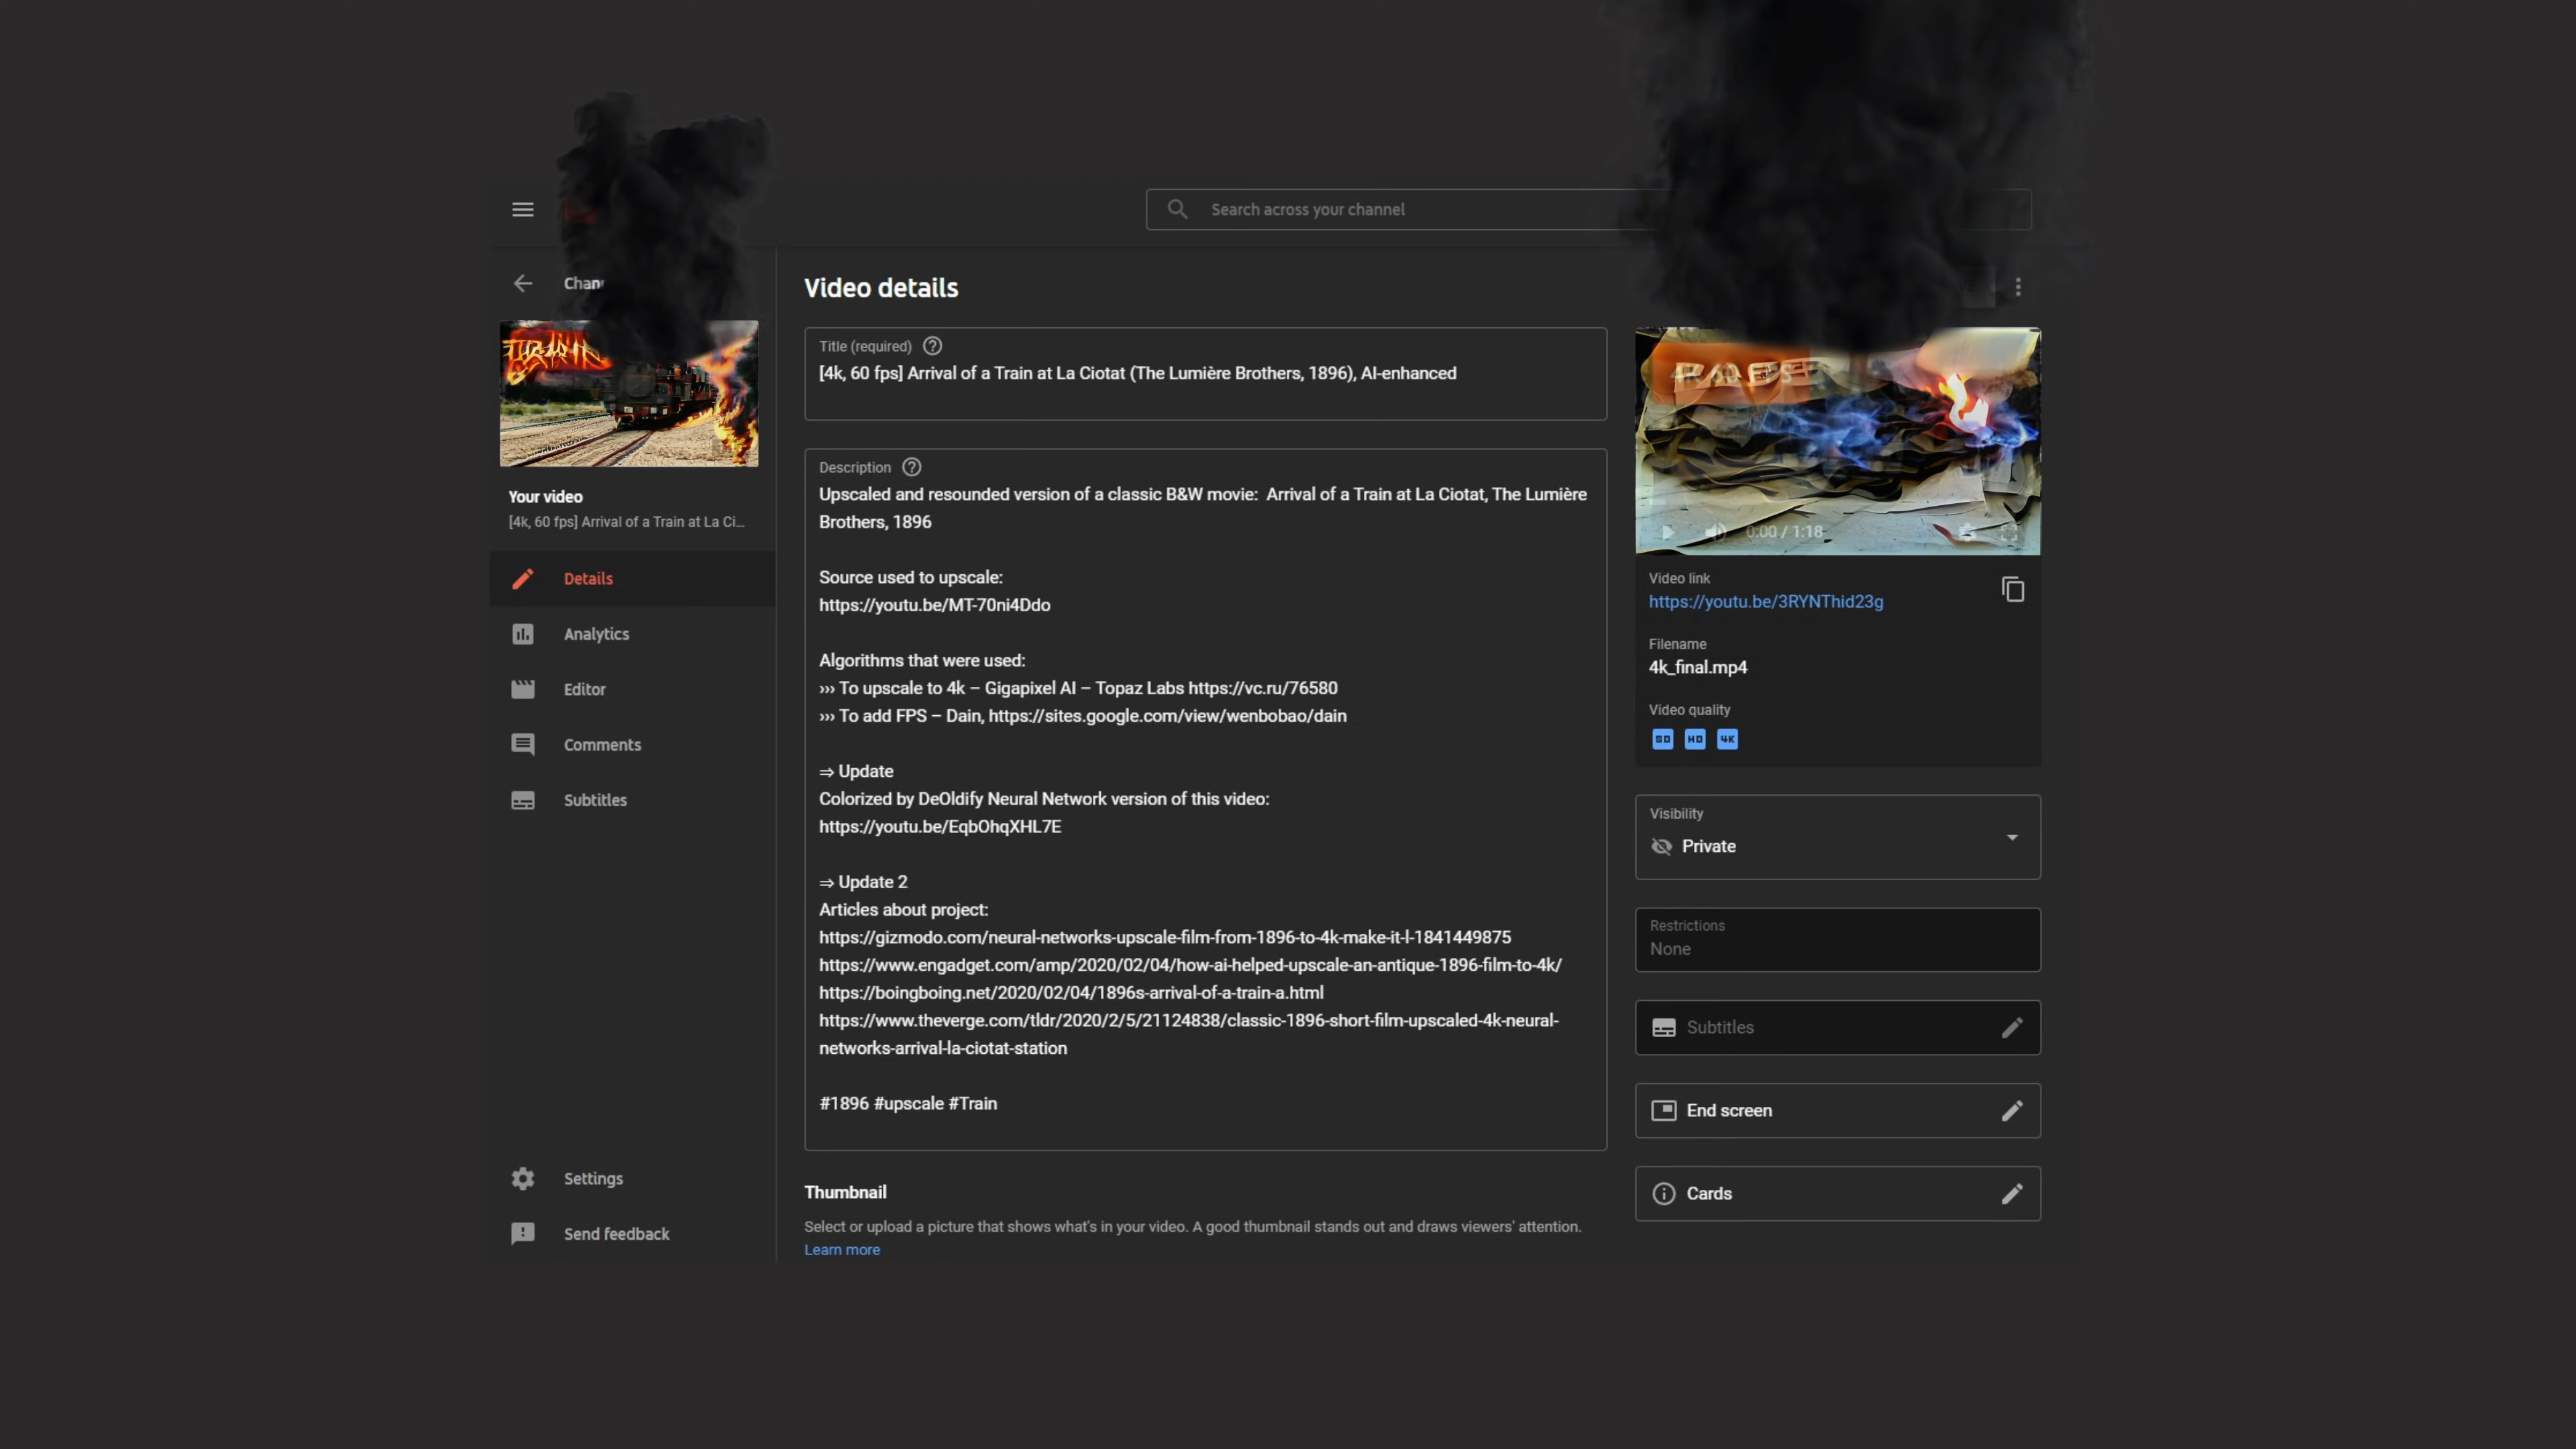 Search across your channel
Video details
TRAIN
Your video
[4k, 60 fps] Arrival of a Train at La Ci...
Details
Analytics
Editor
Comments
Subtitles
Settings
Send feedback
Title (required)
[4k, 60 fps] Arrival of a Train at La Ciotat (The Lumière Brothers, 1896), AI-enhanced
Description
Upscaled and resounded version of a classic B&W movie:  Arrival of a Train at La Ciotat, The Lumière
Brothers, 1896
Source used to upscale:
https://youtu.be/MT-70ni4Ddo
Algorithms that were used:
››› To upscale to 4k – Gigapixel AI – Topaz Labs https://vc.ru/76580
››› To add FPS – Dain, https://sites.google.com/view/wenbobao/dain
⇒ Update
Colorized by DeOldify Neural Network version of this video:
https://youtu.be/EqbOhqXHL7E
⇒ Update 2
Articles about project:
https://gizmodo.com/neural-networks-upscale-film-from-1896-to-4k-make-it-l-1841449875
https://www.engadget.com/amp/2020/02/04/how-ai-helped-upscale-an-antique-1896-film-to-4k/
https://boingboing.net/2020/02/04/1896s-arrival-of-a-train-a.html
https://www.theverge.com/tldr/2020/2/5/21124838/classic-1896-short-film-upscaled-4k-neural-
networks-arrival-la-ciotat-station
#1896 #upscale #Train
Thumbnail
Select or upload a picture that shows what's in your video. A good thumbnail stands out and draws viewers' attention.
Learn more
0:00 / 1:18
Video link
https://youtu.be/3RYNThid23g
Filename
4k_final.mp4
Video quality
SD HD 4K
Visibility
Private
Restrictions
None
Subtitles
End screen
Cards